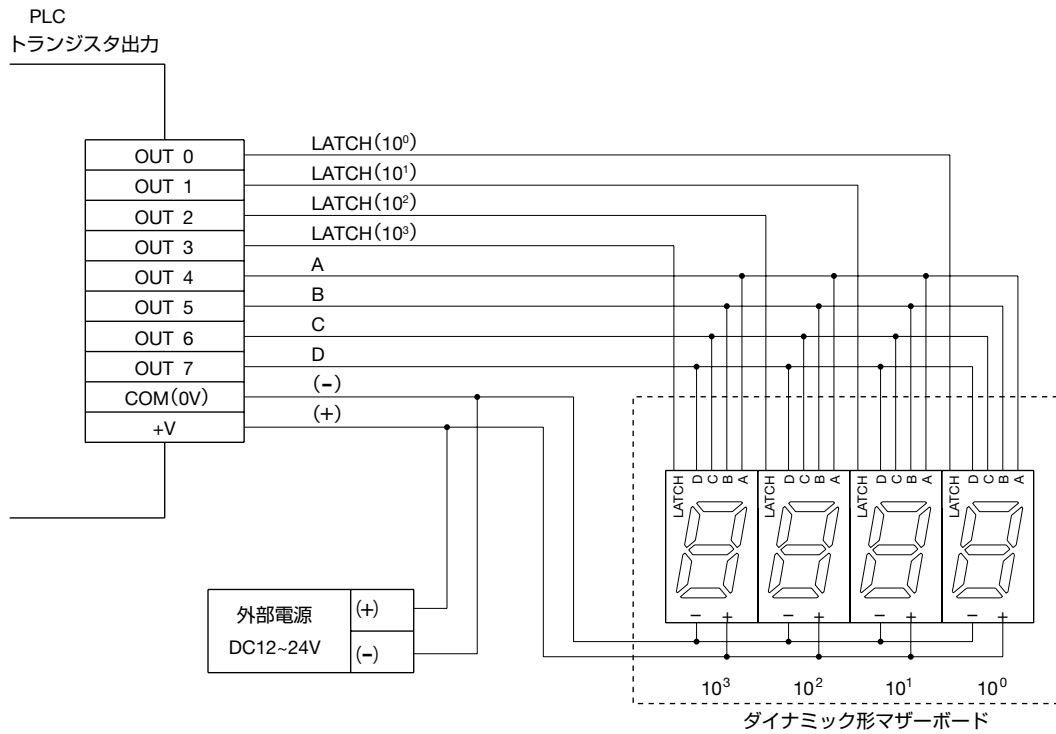 PLC
トランジスタ出力
OUT 0
OUT 1
OUT 2
OUT 3
OUT 4
OUT 5
OUT 6
OUT 7
COM(0V)
+V
LATCH(10⁰)
LATCH(10¹)
LATCH(10²)
LATCH(10³)
A
B
C
D
(−)
(+)
LATCH D C B A
LATCH D C B A
LATCH D C B A
LATCH D C B A
− + − + − + − +
10³ 10² 10¹ 10⁰
ダイナミック形マザーボード
外部電源
DC12~24V
(+)
(−)